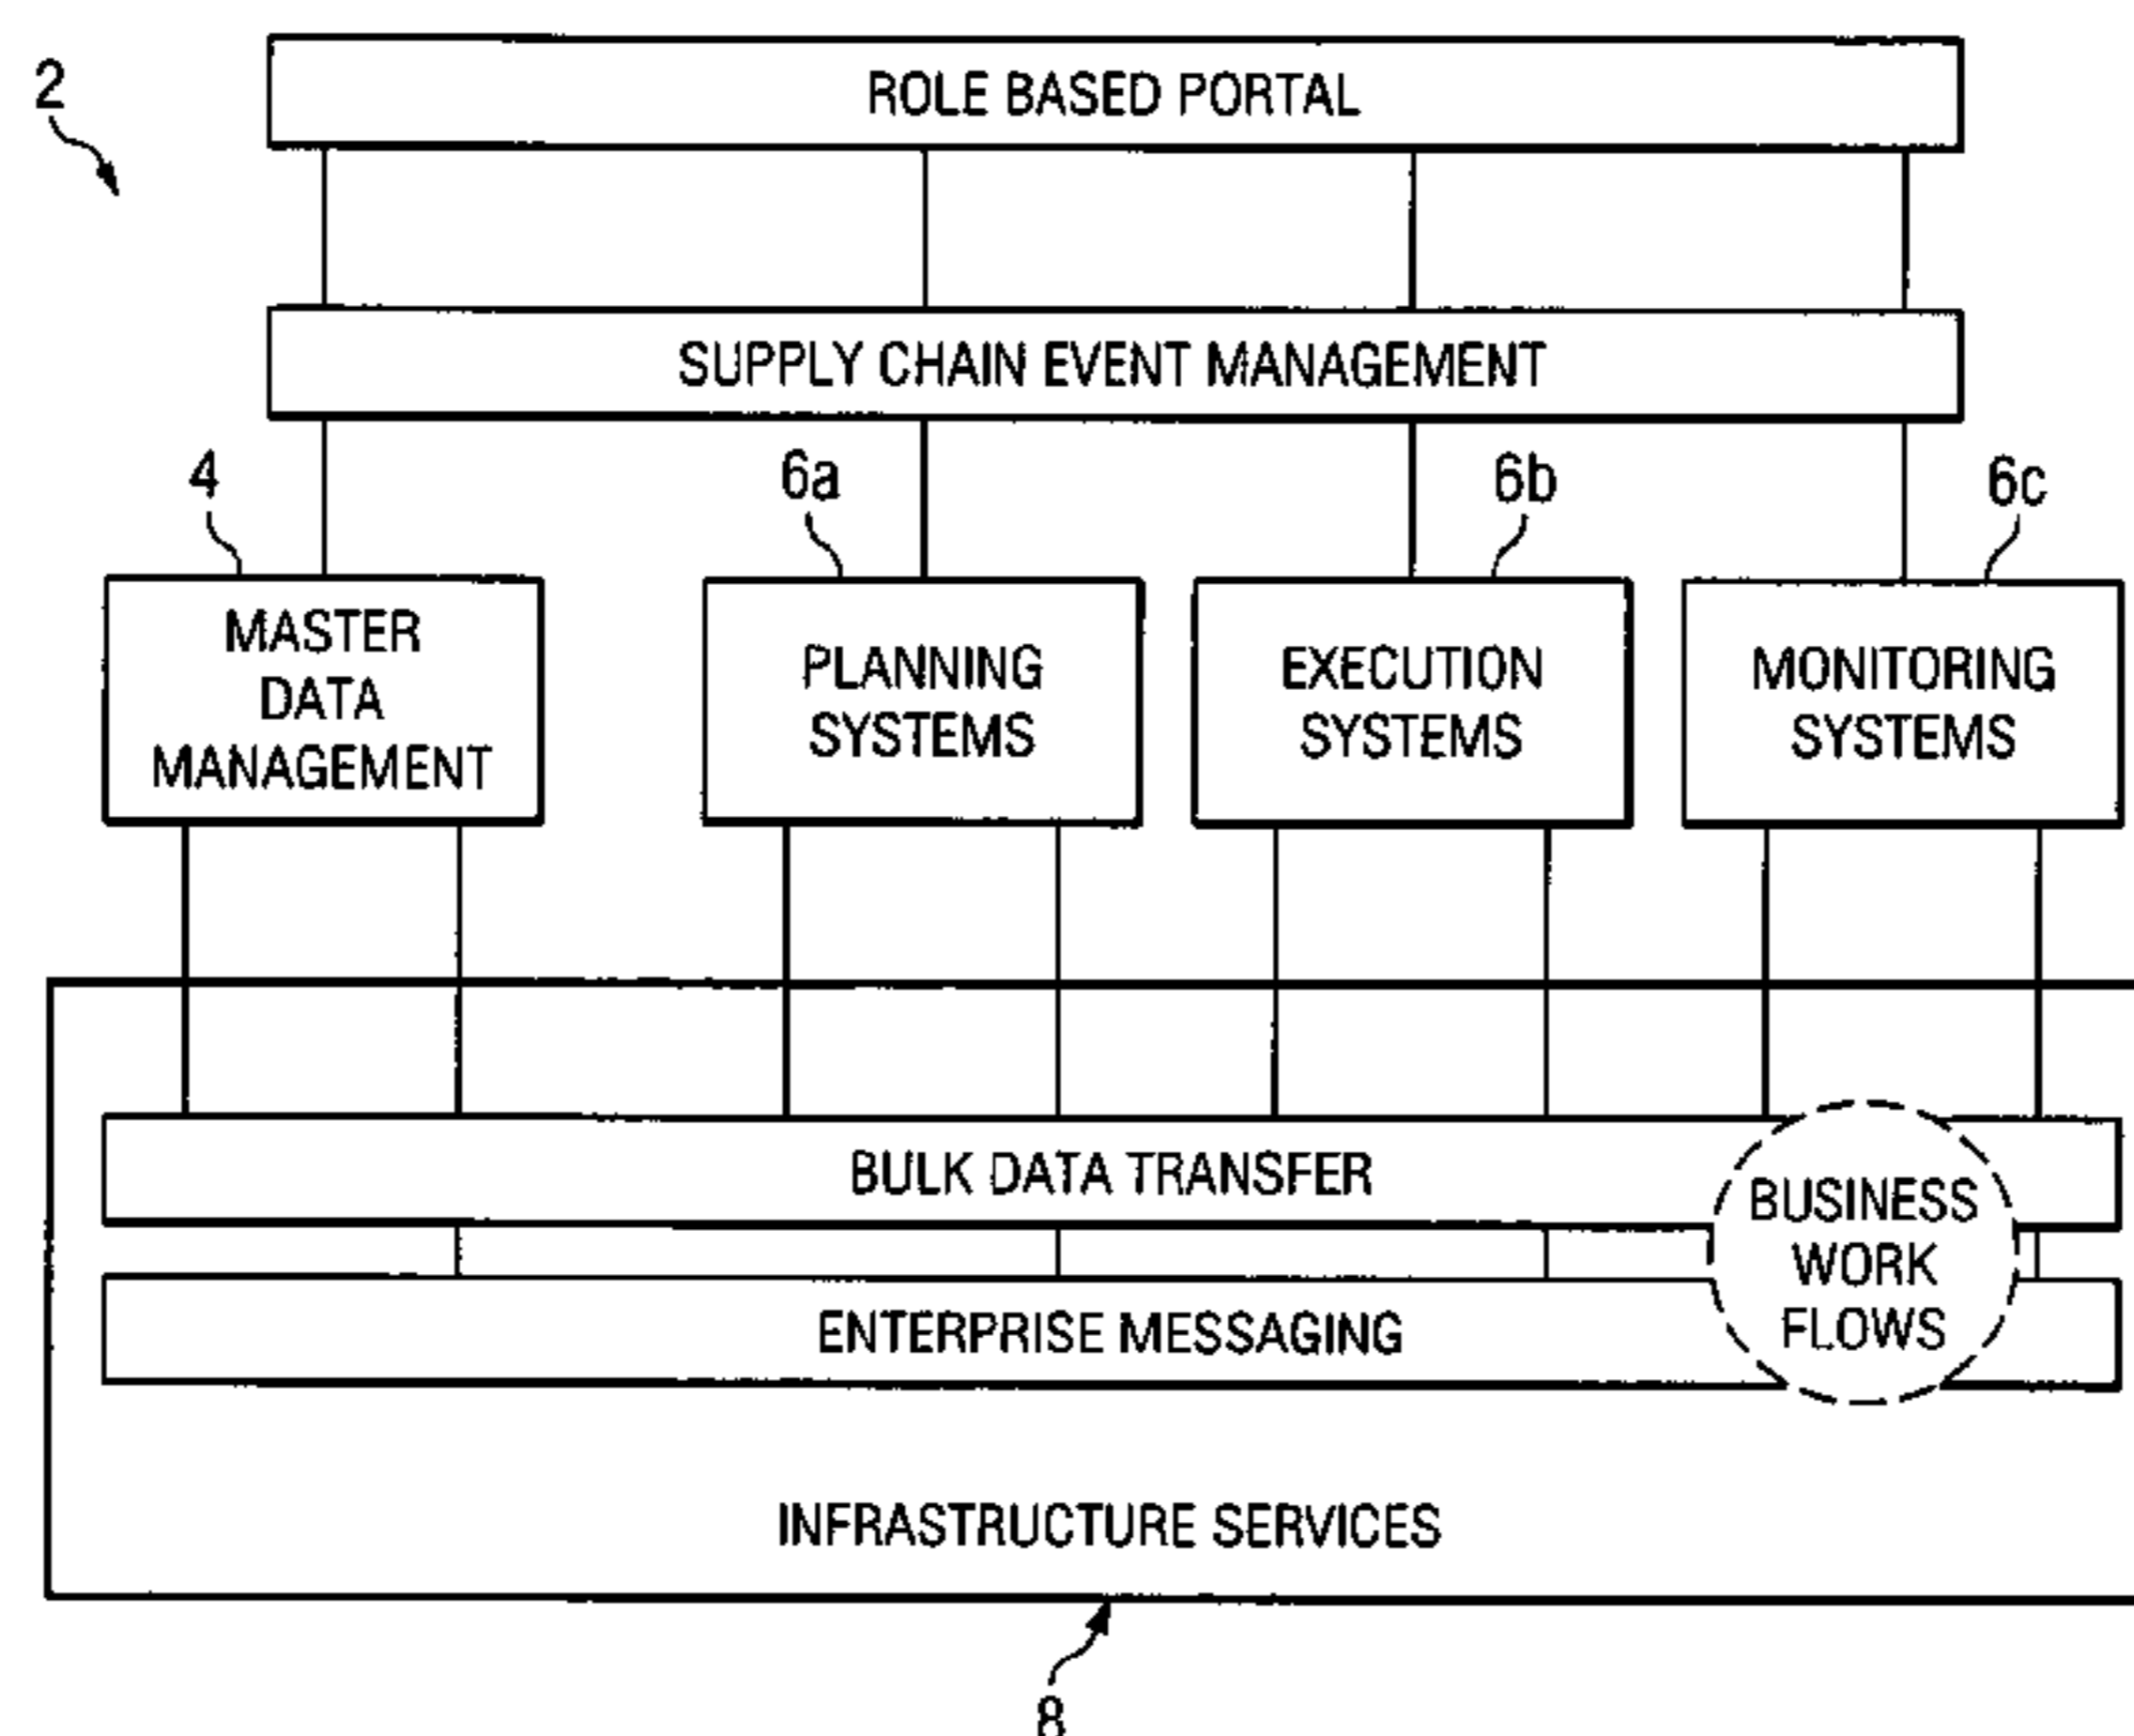 2
ROLE BASED PORTAL
SUPPLY CHAIN EVENT MANAGEMENT
4
6a
6b
6c
MASTER
DATA
MANAGEMENT
PLANNING
SYSTEMS
EXECUTION
SYSTEMS
MONITORING
SYSTEMS
BULK DATA TRANSFER
ENTERPRISE MESSAGING
BUSINESS
WORK
FLOWS
INFRASTRUCTURE SERVICES
8